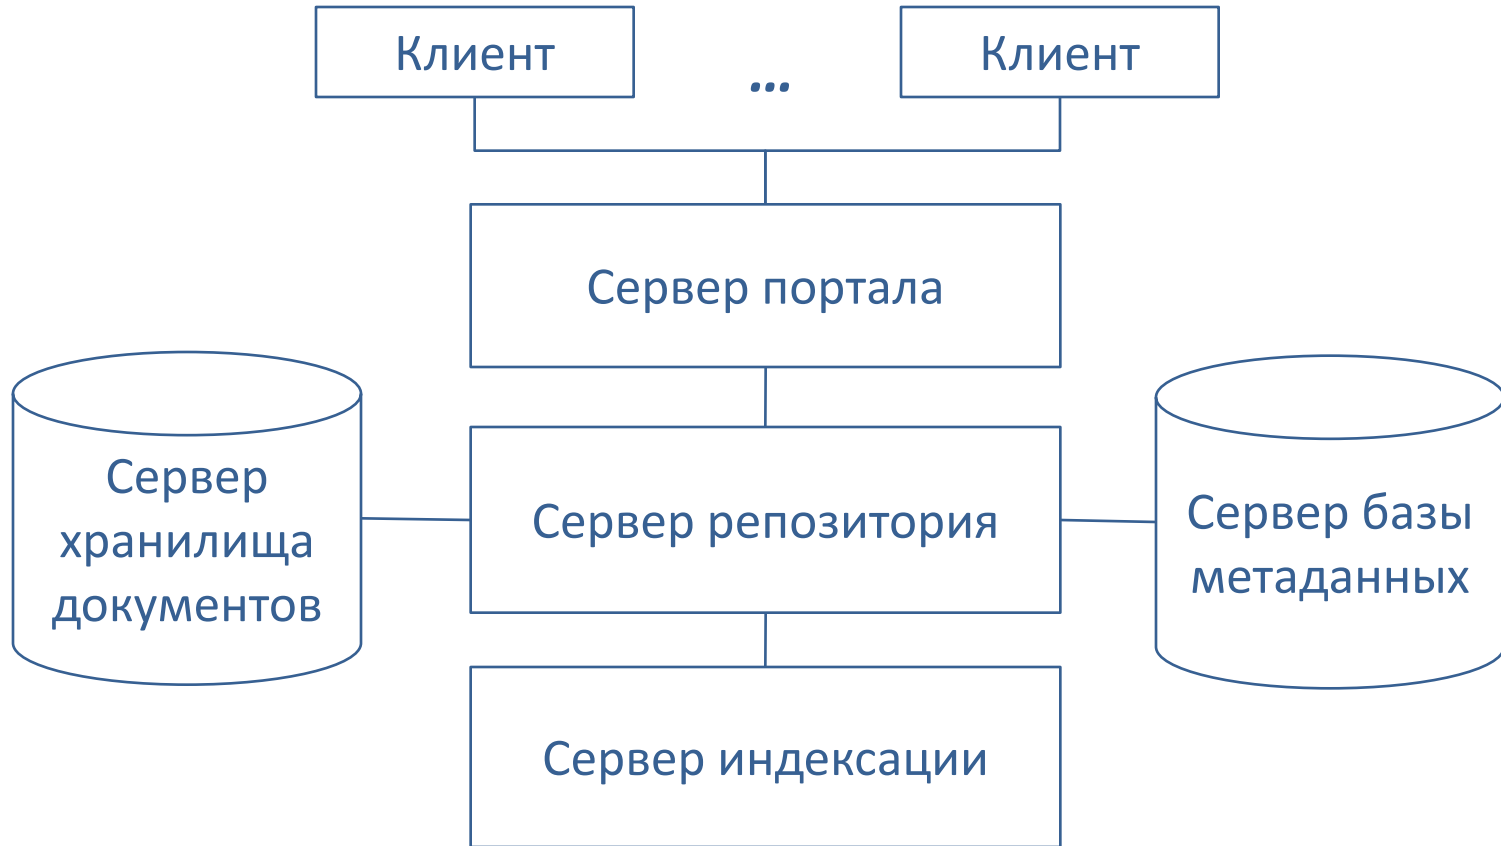 Клиент
...
Клиент
Сервер портала
Сервер
хранилища
документов
Сервер репозитория
Сервер базы
метаданных
Сервер индексации